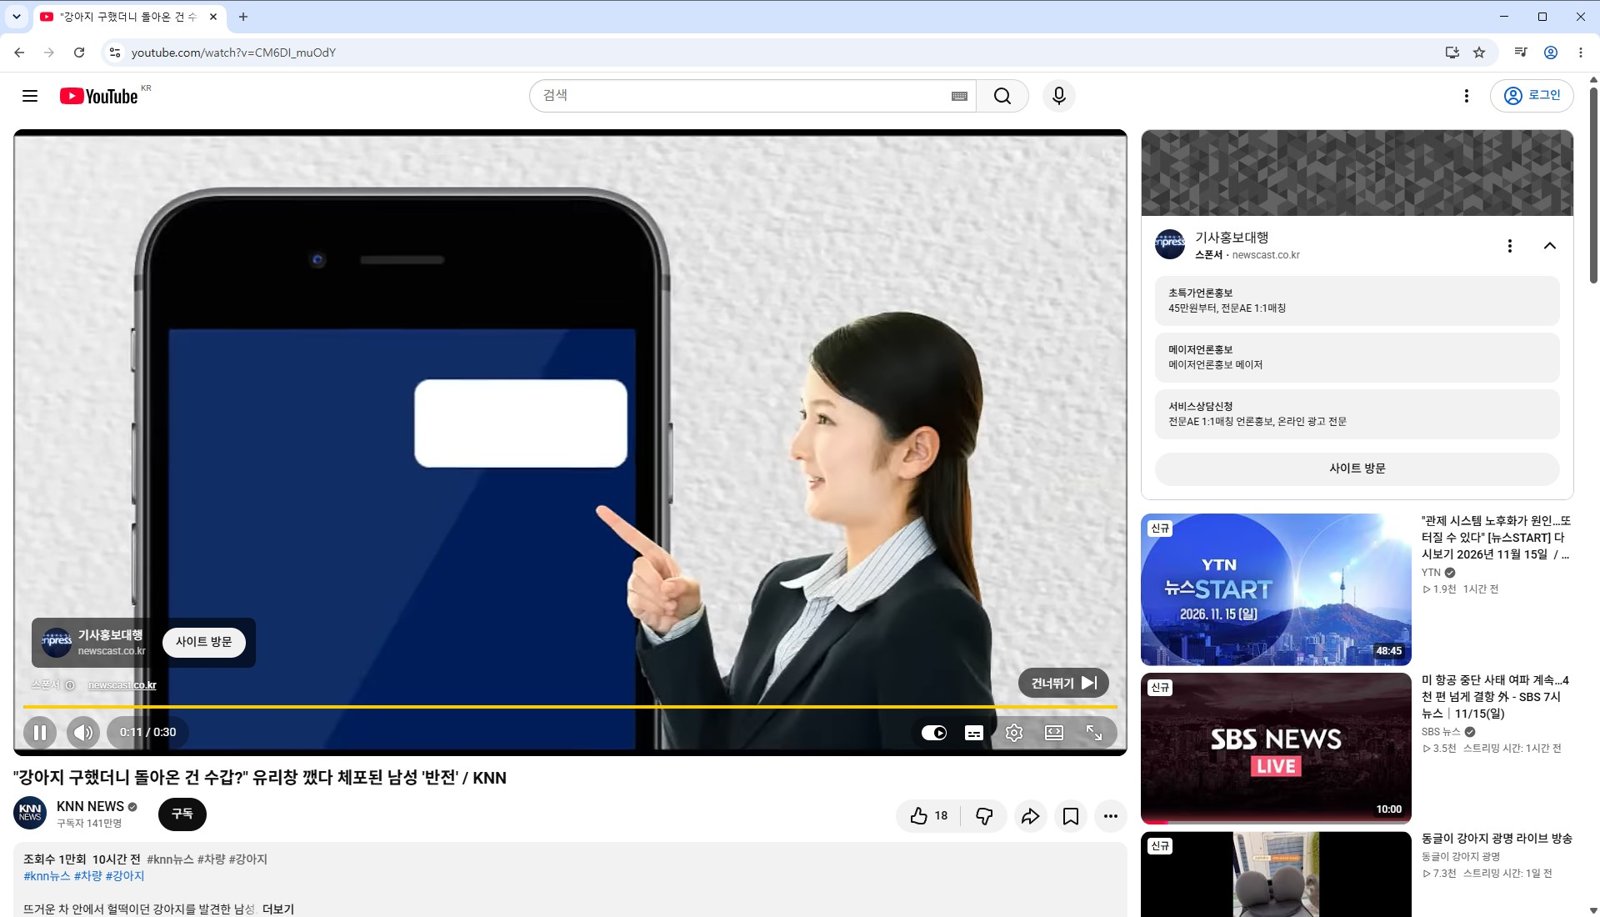 "강아지 구했더니 돌아온 건 수
youtube.com/watch?v=CM6DI_muOdY
YouTube KR
검색
로그인
기사홍보대행
newscast.co.kr
사이트 방문
스폰서
newscast.co.kr
건너뛰기
0:11 / 0:30
"강아지 구했더니 돌아온 건 수갑?" 유리창 깼다 체포된 남성 '반전' / KNN
KNN NEWS
KNN NEWS
구독자 141만명
구독
18
조회수 1만회 10시간 전 #knn뉴스 #차량 #강아지
#knn뉴스 #차량 #강아지
뜨거운 차 안에서 헐떡이던 강아지를 발견한 남성. 더보기
기사홍보대행
스폰서 · newscast.co.kr
초특가언론홍보
45만원부터, 전문AE 1:1매칭
메이저언론홍보
메이저언론홍보 메이저
서비스상담신청
전문AE 1:1매칭 언론홍보, 온라인 광고 전문
사이트 방문
신규
YTN
뉴스START
2026. 11. 15 (일)
48:45
"관제 시스템 노후화가 원인...또
터질 수 있다" [뉴스START] 다
시보기 2026년 11월 15일 / ...
YTN
1.9천 1시간 전
신규
SBS NEWS
LIVE
10:00
미 항공 중단 사태 여파 계속...4
천 편 넘게 결항 外 - SBS 7시
뉴스｜11/15(일)
SBS 뉴스
3.5천 스트리밍 시간: 1시간 전
신규
동글이 강아지 광명 라이브 방송
동글이 강아지 광명
7.3천 스트리밍 시간: 1일 전